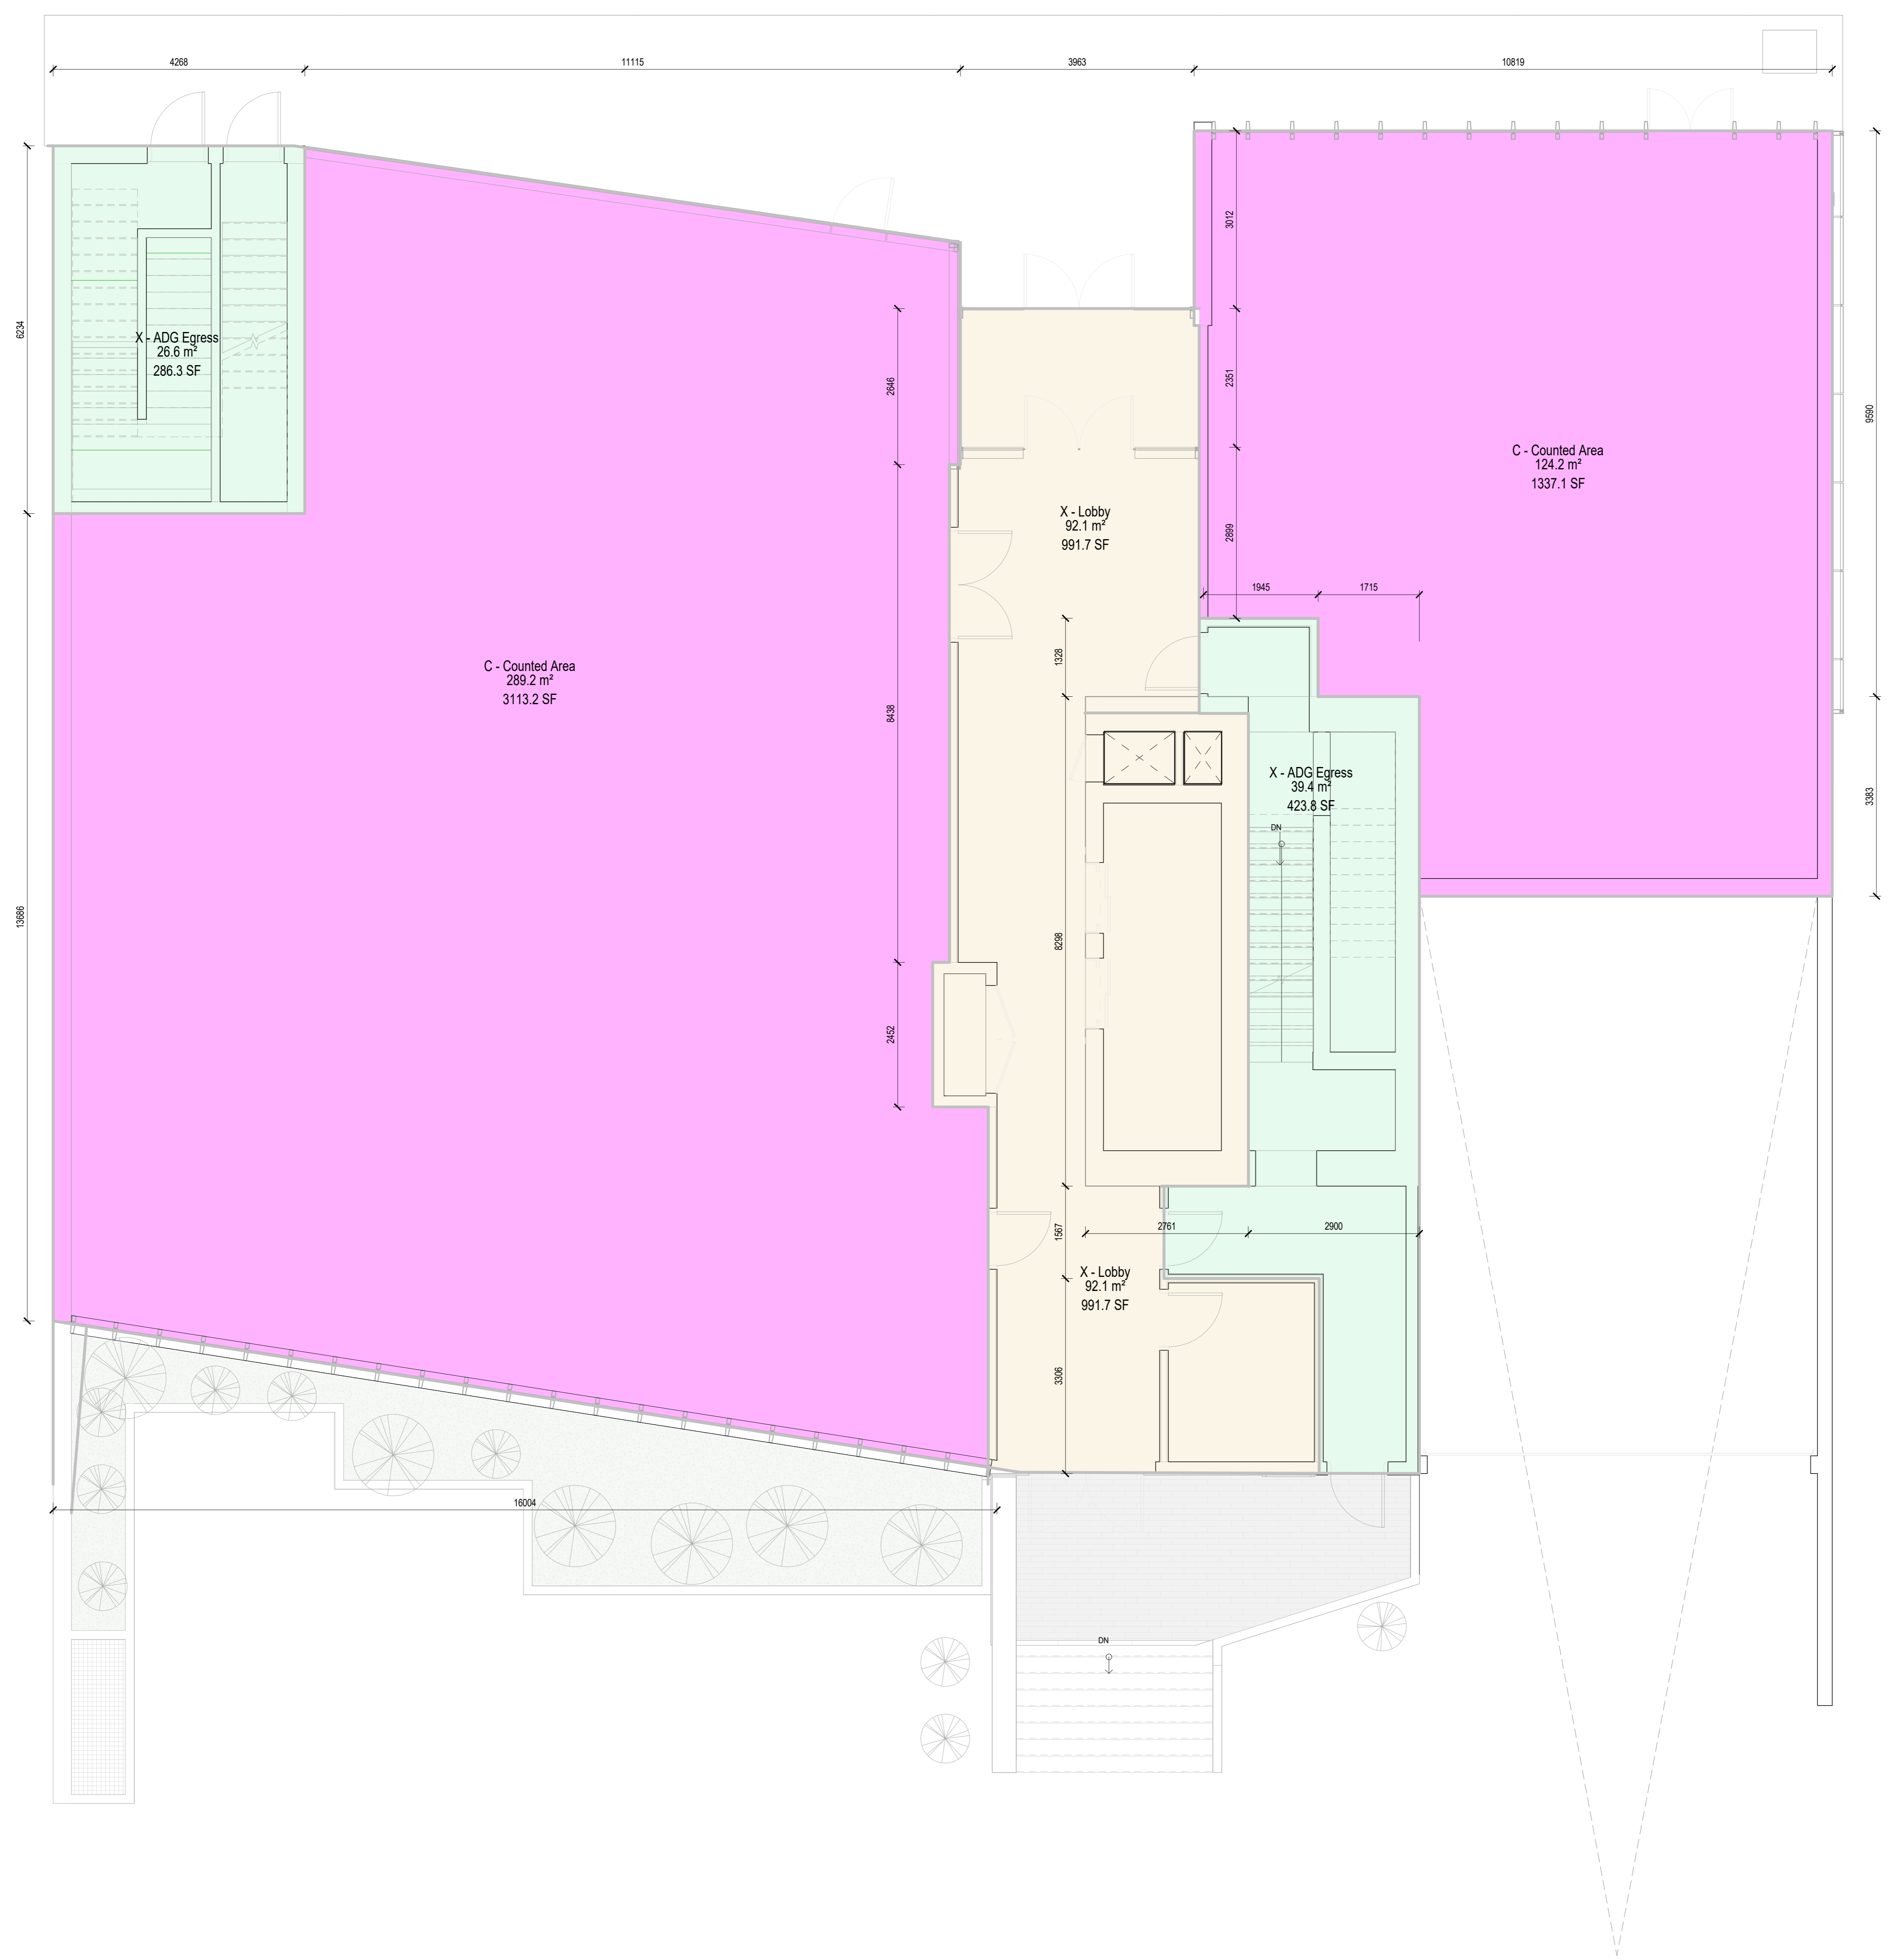 4268
11115
3963
10819
3012
6234
X - ADG Egress
26.6 m²
286.3 SF
2646
2351
9590
C - Counted Area
124.2 m²
1337.1 SF
X - Lobby
92.1 m²
991.7 SF
2899
1945
1715
C - Counted Area
289.2 m²
3113.2 SF
1328
8438
X - ADG Egress
39.4 m²
423.8 SF
DN
3383
13686
8298
2452
1567
2761
2900
X - Lobby
92.1 m²
991.7 SF
3306
16004
DN